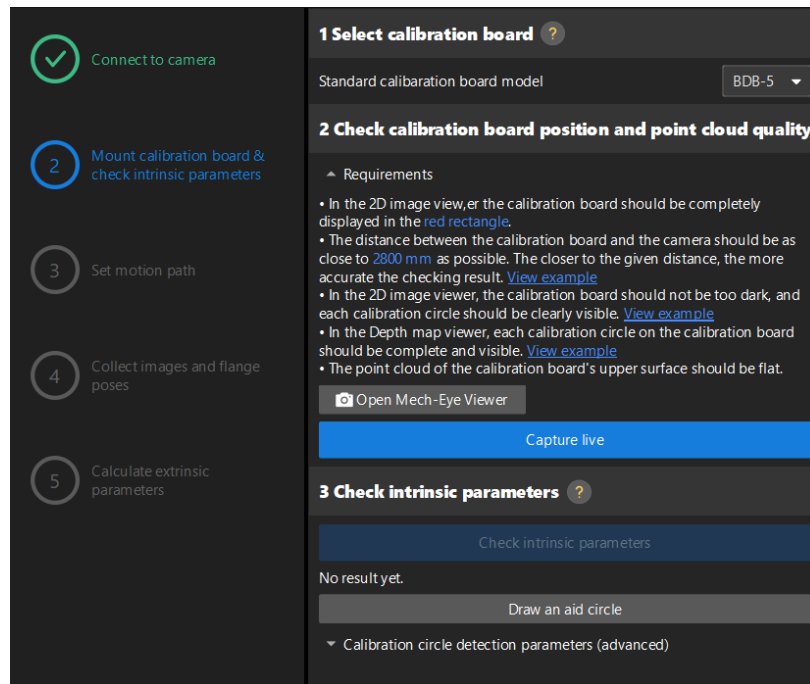 Connect to camera
2
Mount calibration board &
check intrinsic parameters
3
Set motion path
4
Collect images and flange
poses
5
Calculate extrinsic
parameters
1 Select calibration board ?
Standard calibaration board model
BDB-5
2 Check calibration board position and point cloud quality
Requirements
• In the 2D image view,er the calibration board should be completely
displayed in the red rectangle.
• The distance between the calibration board and the camera should be as
close to 2800 mm as possible. The closer to the given distance, the more
accurate the checking result. View example
• In the 2D image viewer, the calibration board should not be too dark, and
each calibration circle should be clearly visible. View example
• In the Depth map viewer, each calibration circle on the calibration board
should be complete and visible. View example
• The point cloud of the calibration board's upper surface should be flat.
Open Mech-Eye Viewer
Capture live
3 Check intrinsic parameters ?
Check intrinsic parameters
No result yet.
Draw an aid circle
Calibration circle detection parameters (advanced)